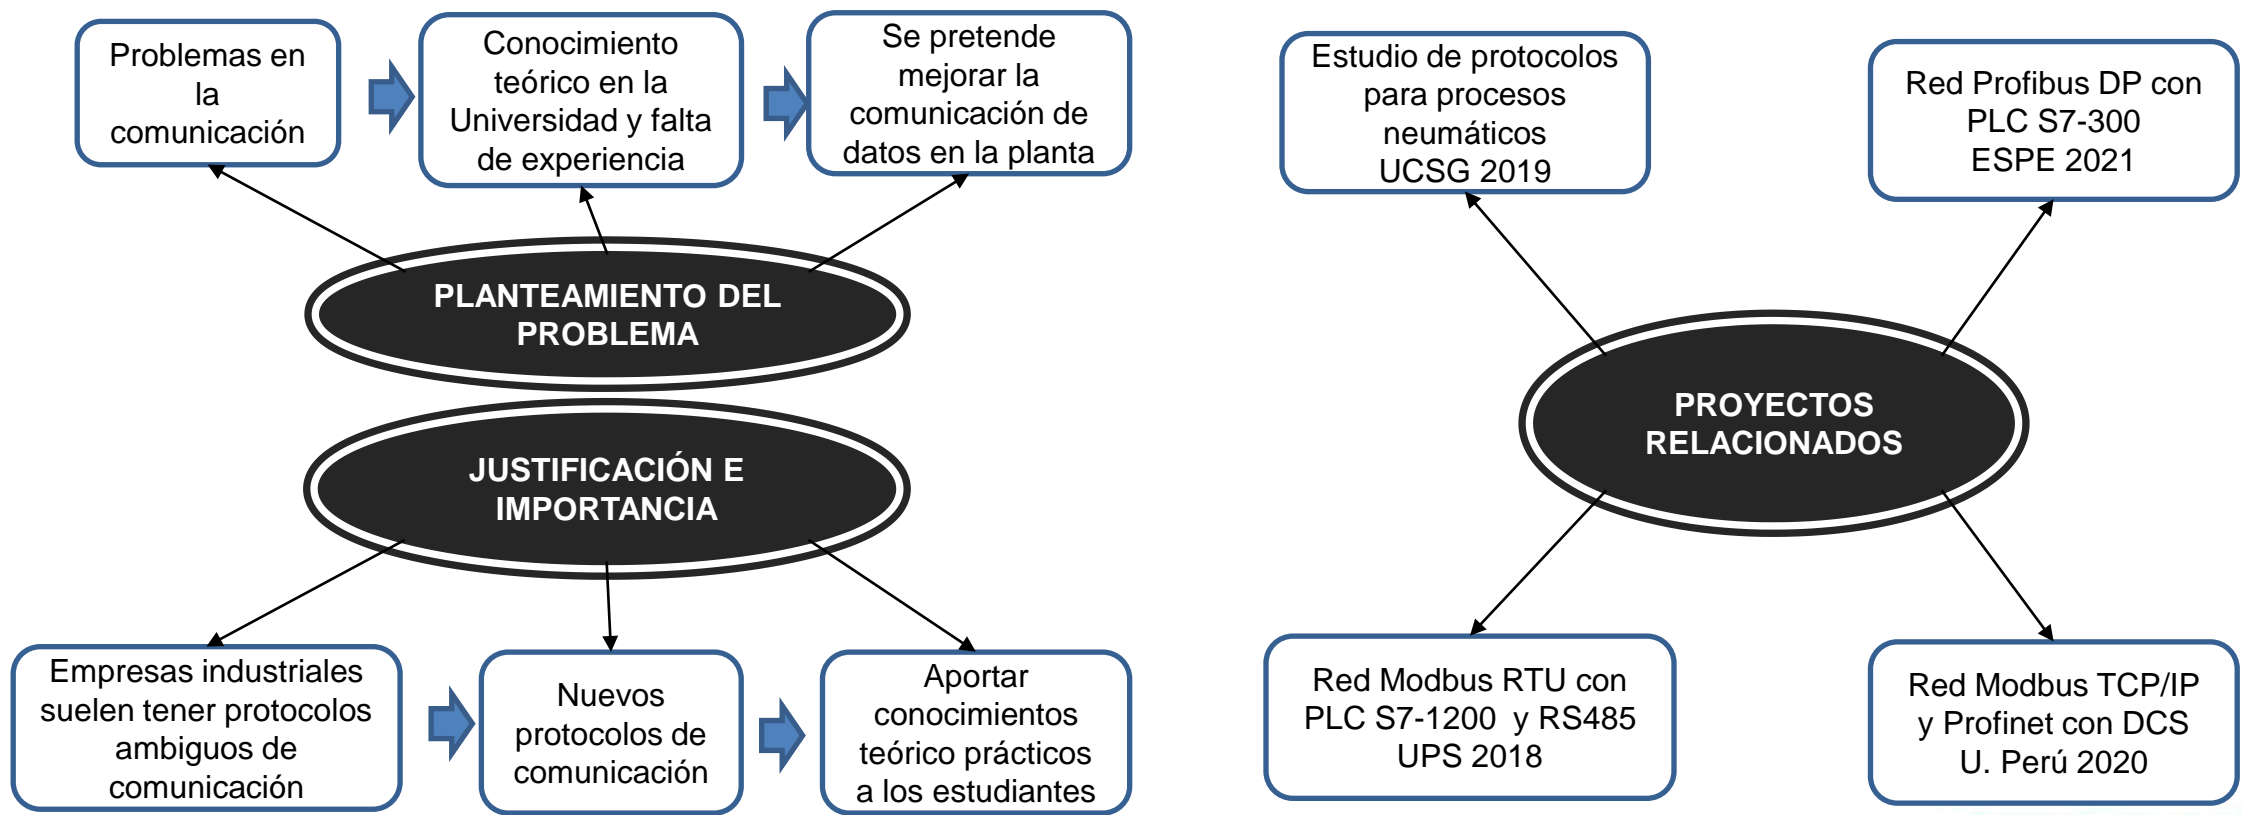 Problemas en
la
comunicación
Conocimiento
teórico en la
Universidad y falta
de experiencia
Se pretende
mejorar la
comunicación de
datos en la planta
PLANTEAMIENTO DEL
PROBLEMA
JUSTIFICACIÓN E
IMPORTANCIA
Empresas industriales
suelen tener protocolos
ambiguos de
comunicación
Nuevos
protocolos de
comunicación
Aportar
conocimientos
teórico prácticos
a los estudiantes
Estudio de protocolos
para procesos
neumáticos
UCSG 2019
Red Profibus DP con
PLC S7-300
ESPE 2021
PROYECTOS
RELACIONADOS
Red Modbus RTU con
PLC S7-1200 y RS485
UPS 2018
Red Modbus TCP/IP
y Profinet con DCS
U. Perú 2020